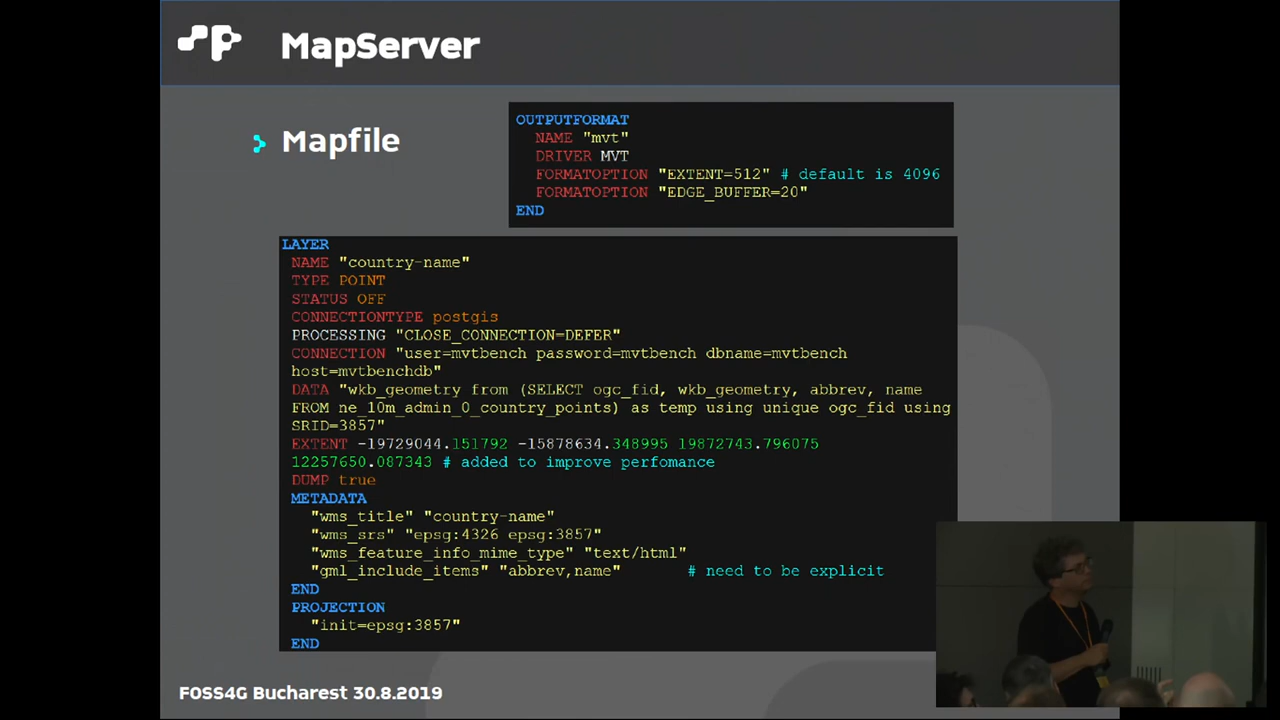 MapServer
Mapfile
OUTPUTFORMAT
NAME "mvt"
DRIVER MVT
FORMATOPTION "EXTENT=512" # default is 4096
FORMATOPTION "EDGE_BUFFER=20"
END
LAYER
NAME "country-name"
TYPE POINT
STATUS OFF
CONNECTIONTYPE postgis
PROCESSING "CLOSE_CONNECTION=DEFER"
CONNECTION "user=mvtbench password=mvtbench dbname=mvtbench
host=mvtbenchdb"
DATA "wkb_geometry from (SELECT ogc_fid, wkb_geometry, abbrev, name
FROM ne_10m_admin_0_country_points) as temp using unique ogc_fid using
SRID=3857"
EXTENT -19729044.151792 -15878634.348995 19872743.796075
12257650.087343 # added to improve perfomance
DUMP true
METADATA
"wms_title" "country-name"
"wms_srs" "epsg:4326 epsg:3857"
"wms_feature_info_mime_type" "text/html"
"gml_include_items" "abbrev,name" # need to be explicit
END
PROJECTION
"init=epsg:3857"
END
FOSS4G Bucharest 30.8.2019